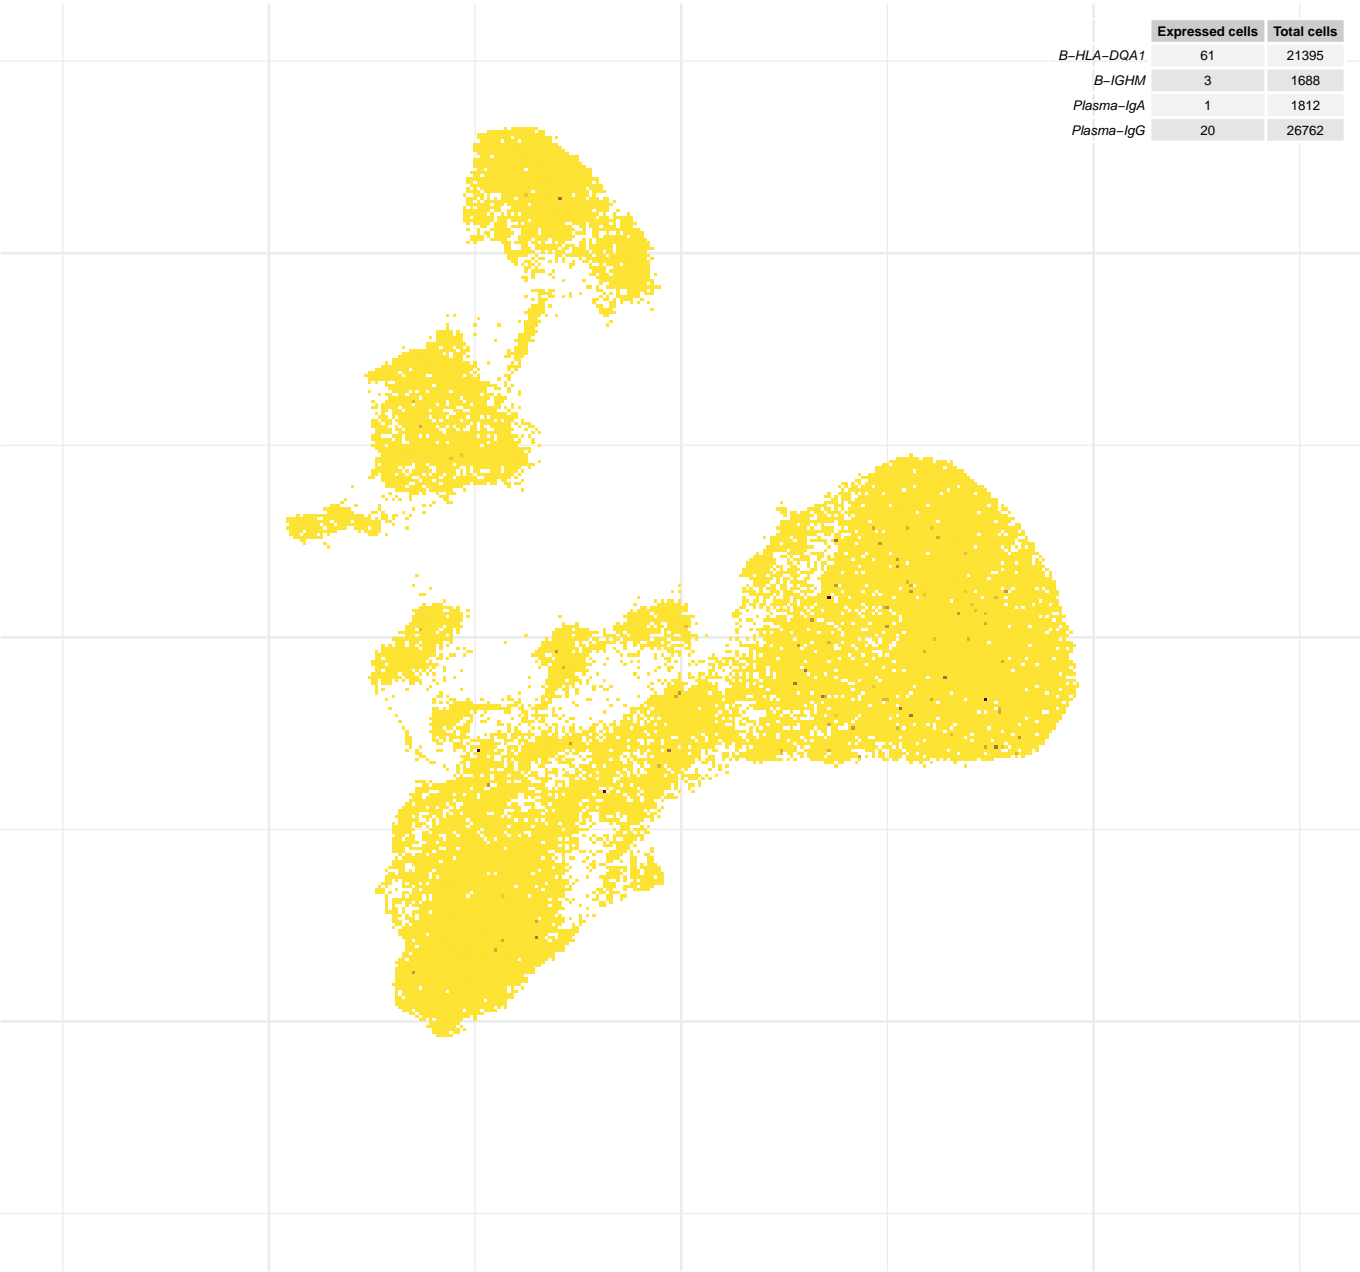 Expressed cells Total cells
B−HLA−DQA1 61 21395
B−IGHM 3 1688
Plasma−IgA 1 1812
Plasma−IgG 20 26762